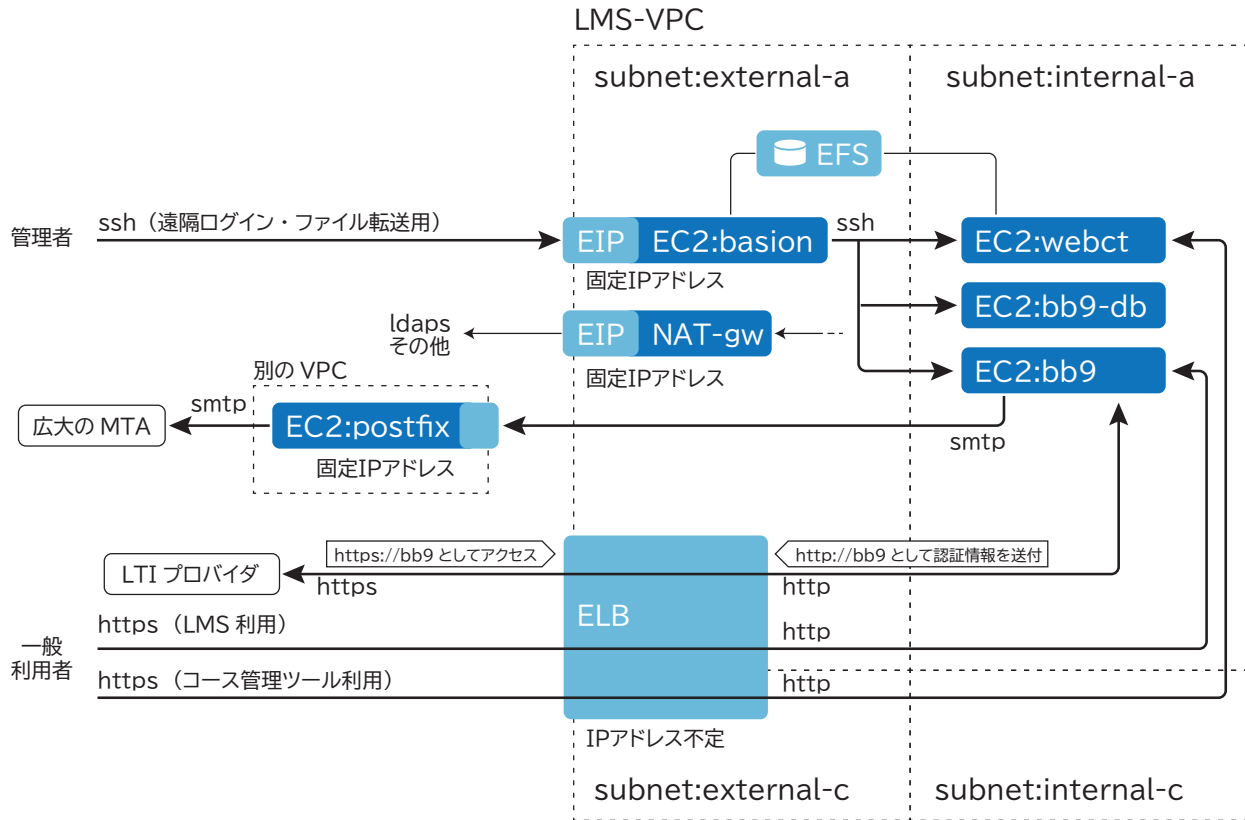 LMS-VPC
subnet:external-a
subnet:internal-a
EFS
管理者
ssh（遠隔ログイン・ファイル転送用）
EIP
EC2:basion
ssh
EC2:webct
固定IPアドレス
EC2:bb9-db
ldaps
その他
EIP
NAT-gw
固定IPアドレス
EC2:bb9
別の VPC
smtp
広大の MTA
EC2:postfix
smtp
固定IPアドレス
https://bb9 としてアクセス
http://bb9 として認証情報を送付
LTI プロバイダ
https
http
ELB
https（LMS 利用）
http
一般
利用者
https（コース管理ツール利用）
http
IPアドレス不定
subnet:external-c
subnet:internal-c